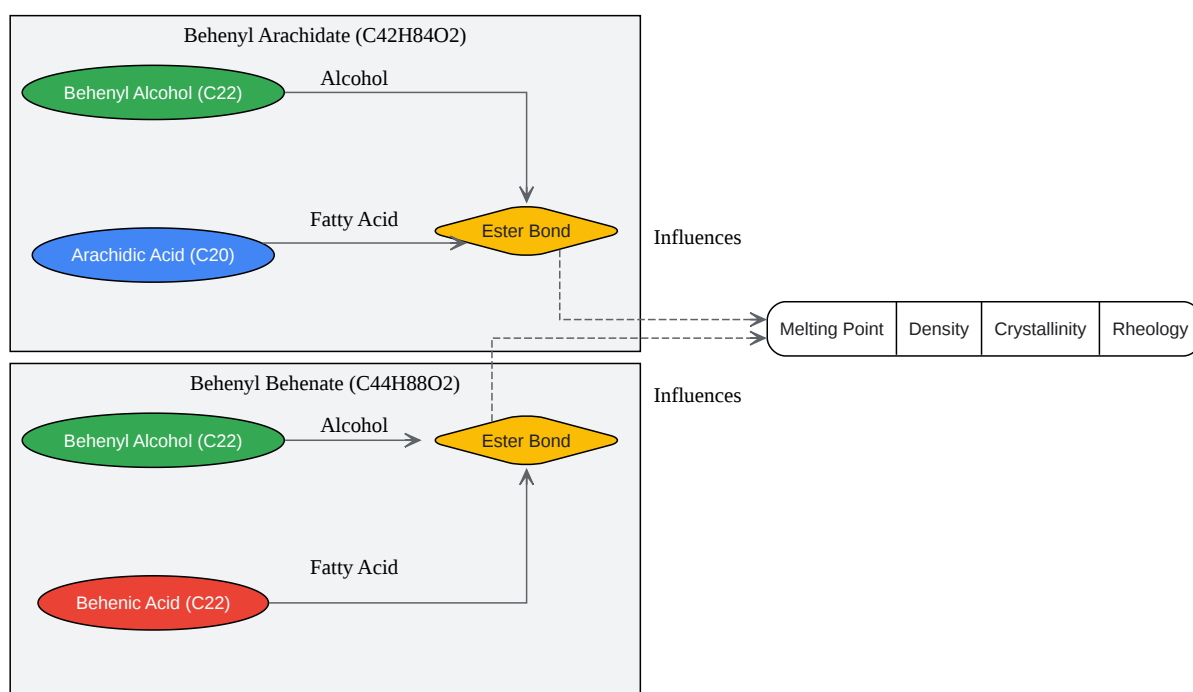 Behenyl Arachidate (C42H84O2)
Behenyl Alcohol (C22)
Alcohol
Fatty Acid
Arachidic Acid (C20)
Ester Bond
Influences
Melting Point
Density
Crystallinity
Rheology
Behenyl Behenate (C44H88O2)
Influences
Behenyl Alcohol (C22)
Alcohol
Ester Bond
Fatty Acid
Behenic Acid (C22)